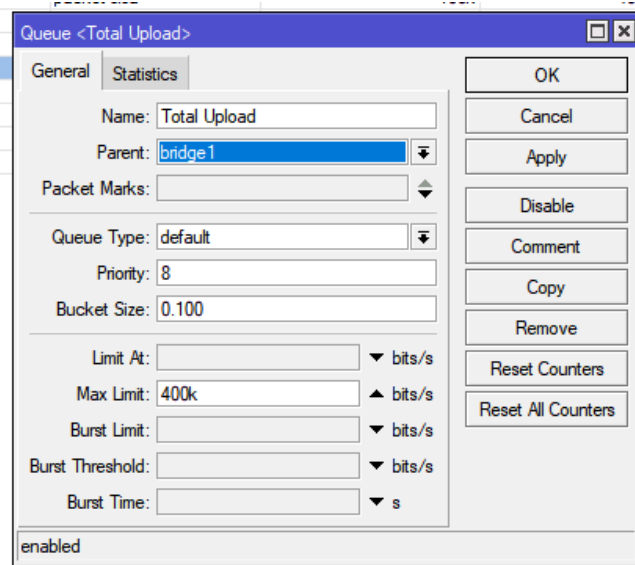 Queue <Total Upload>
General Statistics
Name: Total Upload
Parent: bridge1
Packet Marks:
Queue Type: default
Priority: 8
Bucket Size: 0.100
Limit At: bits/s
Max Limit: 400k bits/s
Burst Limit: bits/s
Burst Threshold: bits/s
Burst Time: s
enabled
OK
Cancel
Apply
Disable
Comment
Copy
Remove
Reset Counters
Reset All Counters